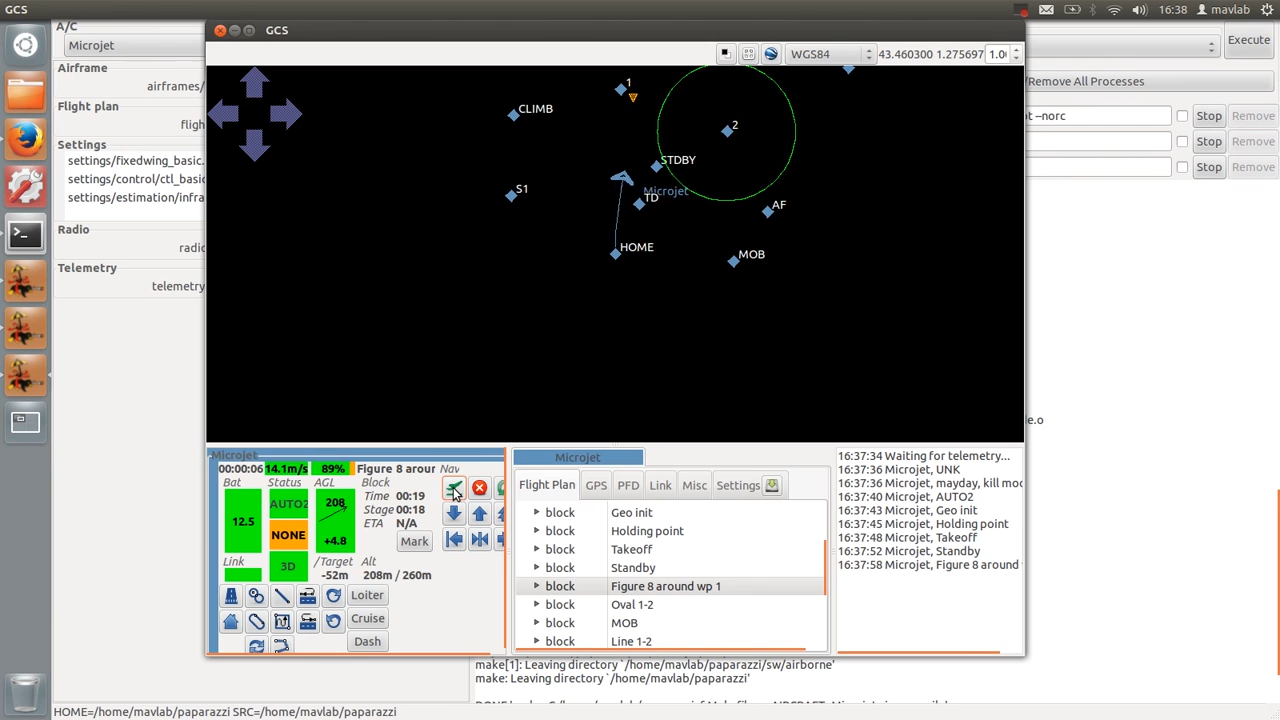 GCS
16:38
mavlab
A/C
Microjet
Airframe
airframes/
Flight plan
fligh
Settings
settings/fixedwing_basic.
settings/control/ctl_basic
settings/estimation/infra
Radio
radio
Telemetry
telemetry
Execute
/Remove All Processes
ot --norc
Stop
Remove
Stop
Remove
Stop
Remove
GCS
WGS84
43.460300 1.275697
1.0
1
CLIMB
2
STDBY
Microjet
S1
TD
AF
HOME
MOB
Microjet
00:00:06 14.1m/s 89% Figure 8 arour Nav
Bat Status AGL Block
Time 00:19
Stage 00:18
ETA N/A
AUTO2
208
12.5
NONE
+4.8
Mark
Link
3D
/Target Alt
-52m 208m / 260m
Loiter
Cruise
Dash
Microjet
Flight Plan GPS PFD Link Misc Settings
block Geo init
block Holding point
block Takeoff
block Standby
block Figure 8 around wp 1
block Oval 1-2
block MOB
block Line 1-2
16:37:34 Waiting for telemetry...
16:37:36 Microjet, UNK
16:37:36 Microjet, mayday, kill mod
16:37:40 Microjet, AUTO2
16:37:43 Microjet, Geo init
16:37:45 Microjet, Holding point
16:37:48 Microjet, Takeoff
16:37:52 Microjet, Standby
16:37:58 Microjet, Figure 8 around
e.o
make[1]: Leaving directory `/home/mavlab/paparazzi/sw/airborne'
make: Leaving directory `/home/mavlab/paparazzi'
HOME=/home/mavlab/paparazzi SRC=/home/mavlab/paparazzi